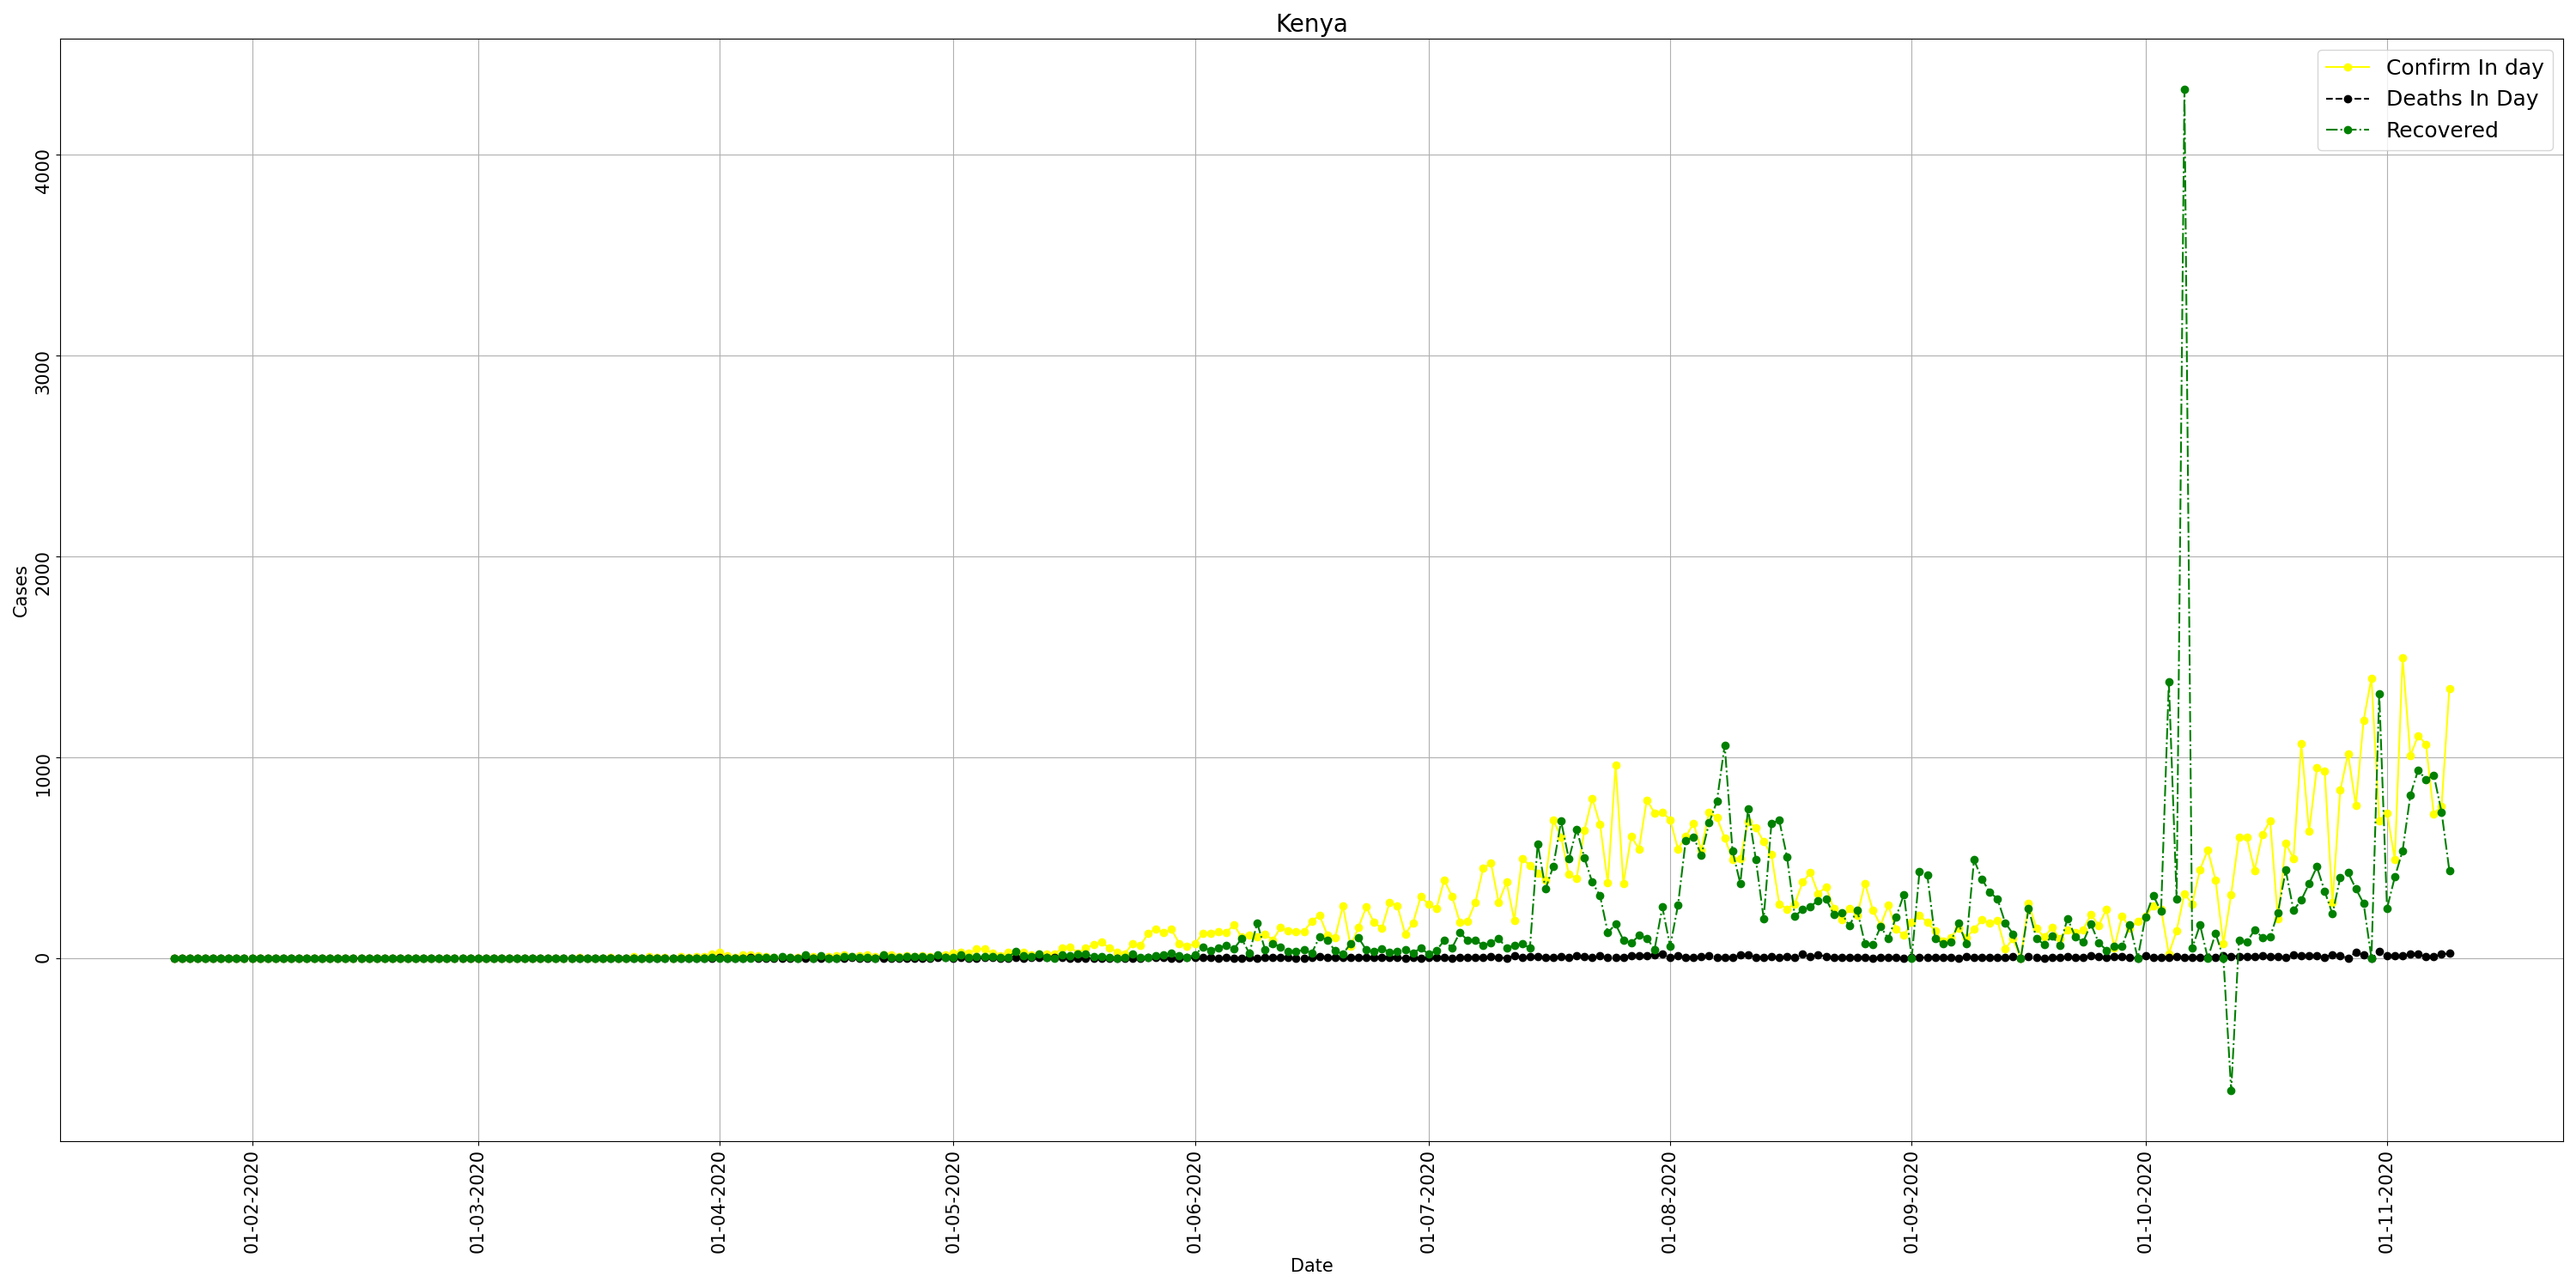 Kenya
Confirm In day
Deaths In Day
Recovered
Cases
4000
3000
2000
1000
0
01-02-2020
01-03-2020
01-04-2020
01-05-2020
01-06-2020
01-07-2020
01-08-2020
01-09-2020
01-10-2020
01-11-2020
Date